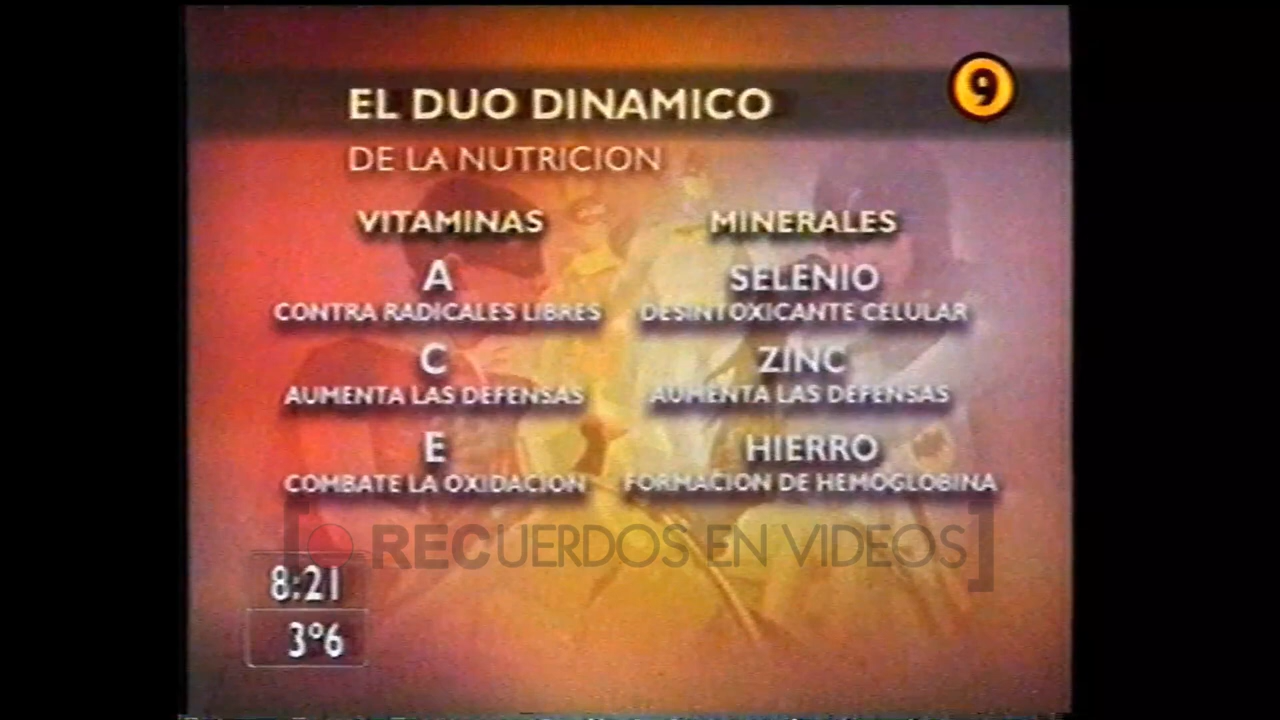 9
EL DUO DINAMICO
DE LA NUTRICION
VITAMINAS
A
CONTRA RADICALES LIBRES
C
AUMENTA LAS DEFENSAS
E
COMBATE LA OXIDACION
MINERALES
SELENIO
DESINTOXICANTE CELULAR
ZINC
AUMENTA LAS DEFENSAS
HIERRO
FORMACION DE HEMOGLOBINA
[RECUERDOS EN VIDEOS]
8:21
3°6